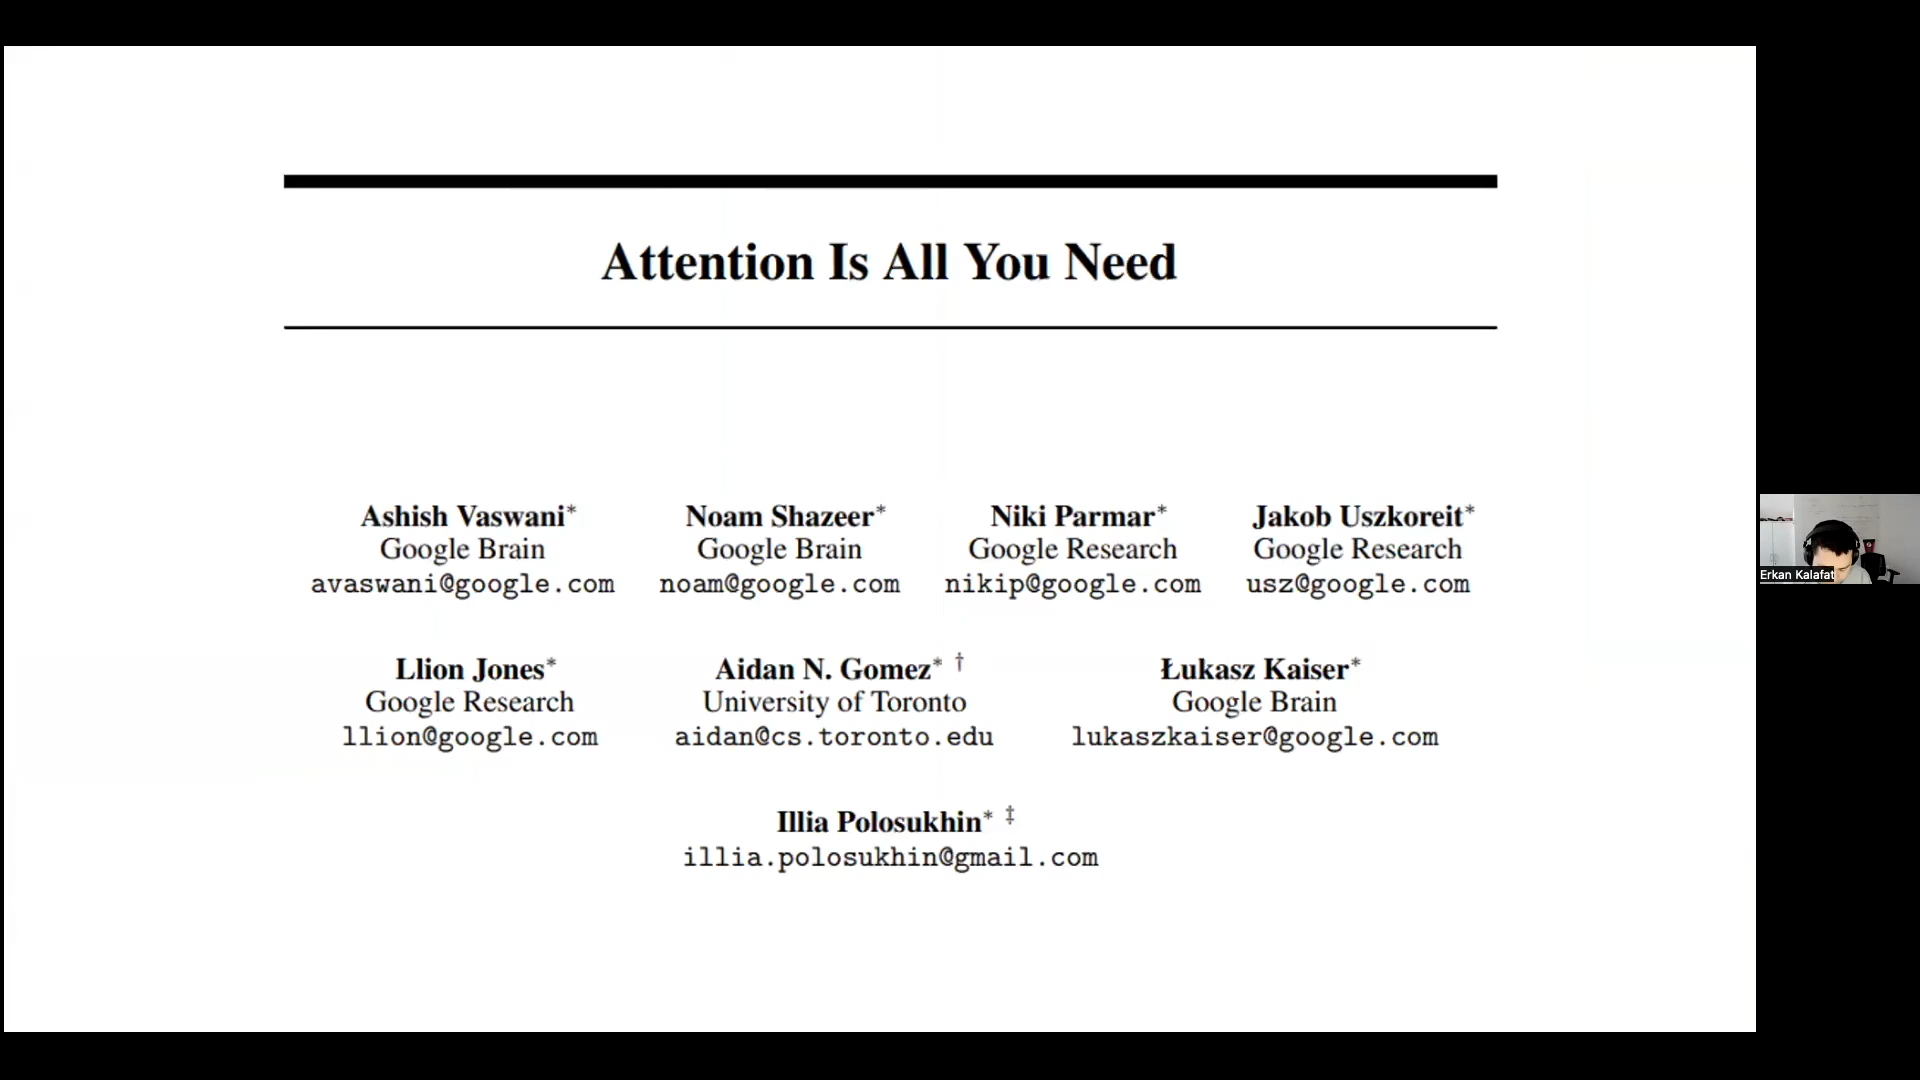 Attention Is All You Need
Ashish Vaswani* Noam Shazeer* Niki Parmar* Jakob Uszkoreit*
Google Brain Google Brain Google Research Google Research
avaswani@google.com noam@google.com nikip@google.com usz@google.com
Llion Jones* Aidan N. Gomez* † Łukasz Kaiser*
Google Research University of Toronto Google Brain
llion@google.com aidan@cs.toronto.edu lukaszkaiser@google.com
Illia Polosukhin* ‡
illia.polosukhin@gmail.com
Erkan Kalafat